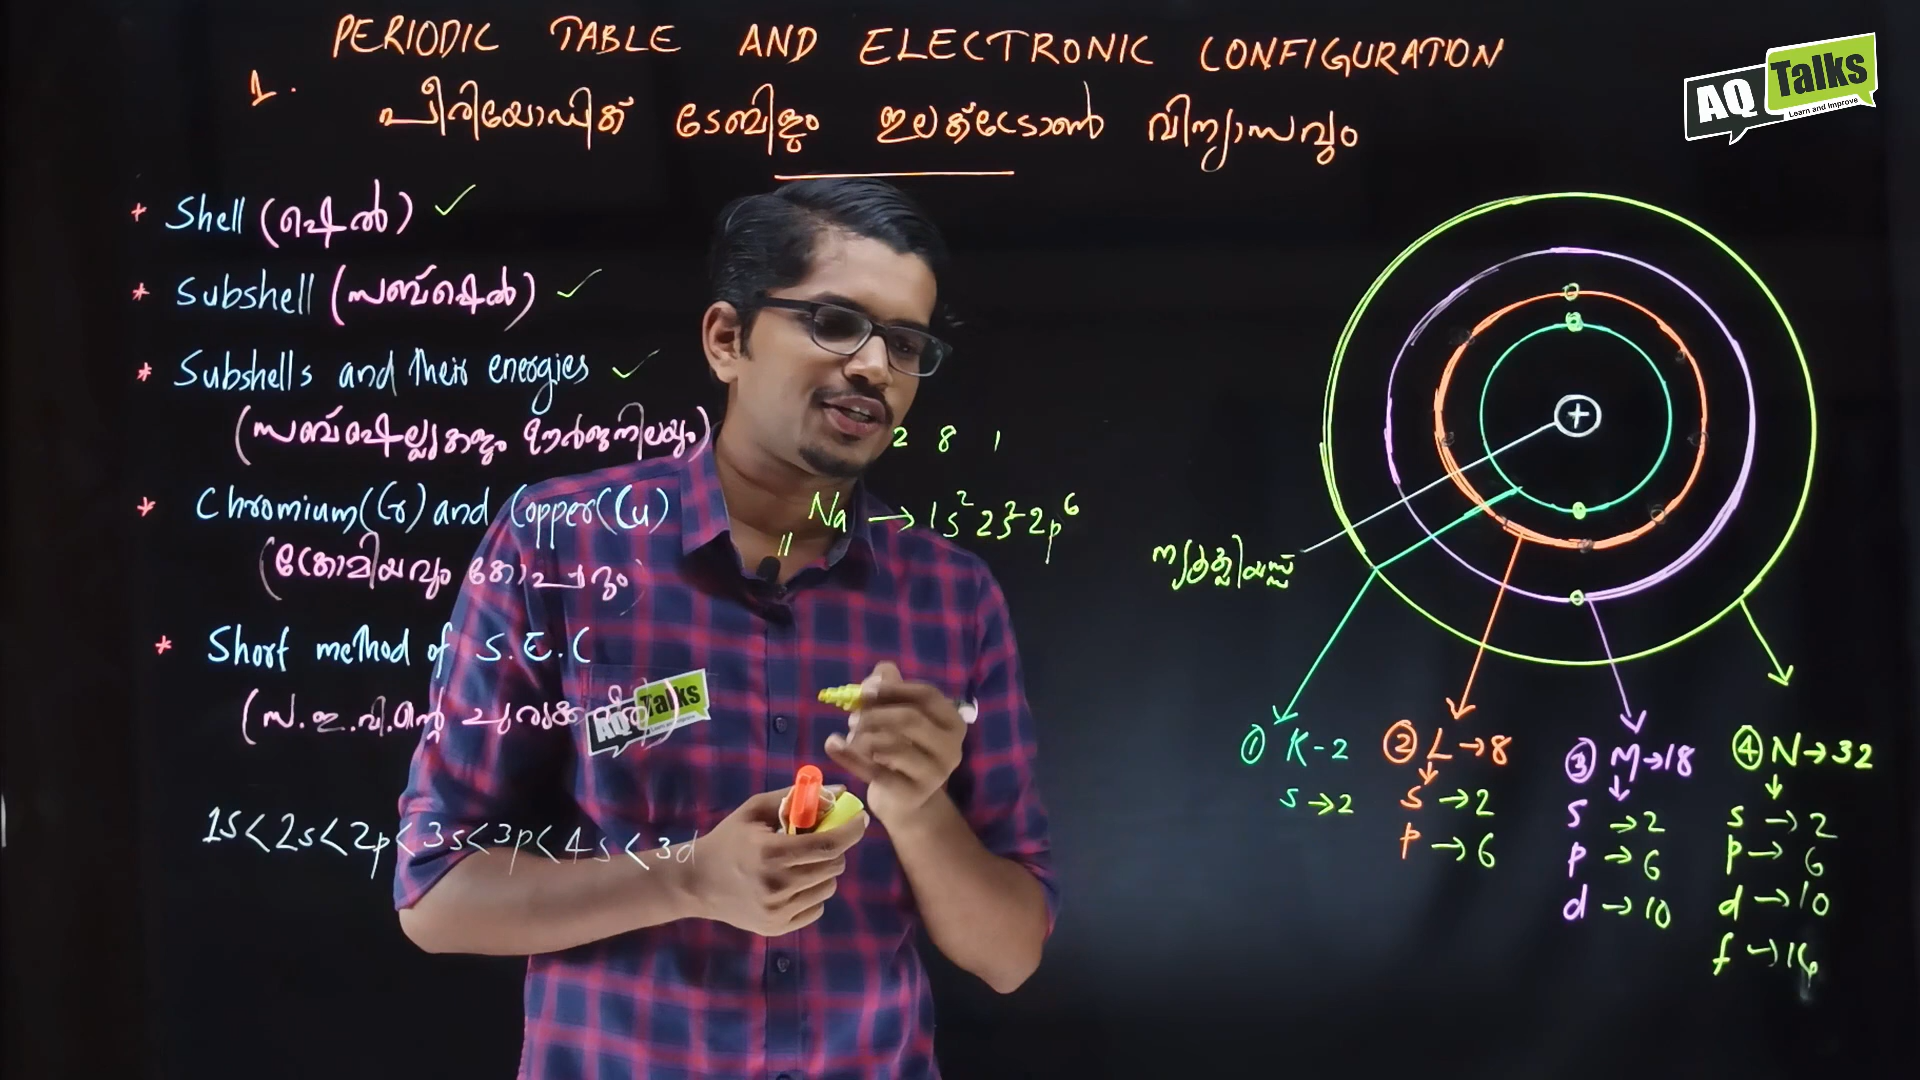 PERIODIC TABLE AND ELECTRONIC CONFIGURATION
1.
പീരിയോഡിക് ടേബിളും ഇലക്ട്രോൺ വിന്യാസവും
AQ Talks
Learn and Improve
* Shell (ഷെൽ) ✓
* Subshell (സബ്ഷെൽ) ✓
* Subshells and their energies ✓
(സബ്ഷെല്ലുകളും ഊർജനിലയും)
* Chromium (Cr) and Copper (Cu)
(ക്രോമിയവും കോപ്പറും)
* Short method of S.E.C
(സ.ഇ.വി.ന്റെ ചുരുക്ക
AQ Talks
1s<2s<2p<3s<3p<4s<3d
2 8 1
Na → 1s² 2s² 2p⁶
11
+
ന്യൂക്ലിയസ്സ്
① K-2
s→2
② L→8
s→2
p→6
③ M→18
s→2
p→6
d→10
④ N→32
s→2
p→6
d→10
f→14